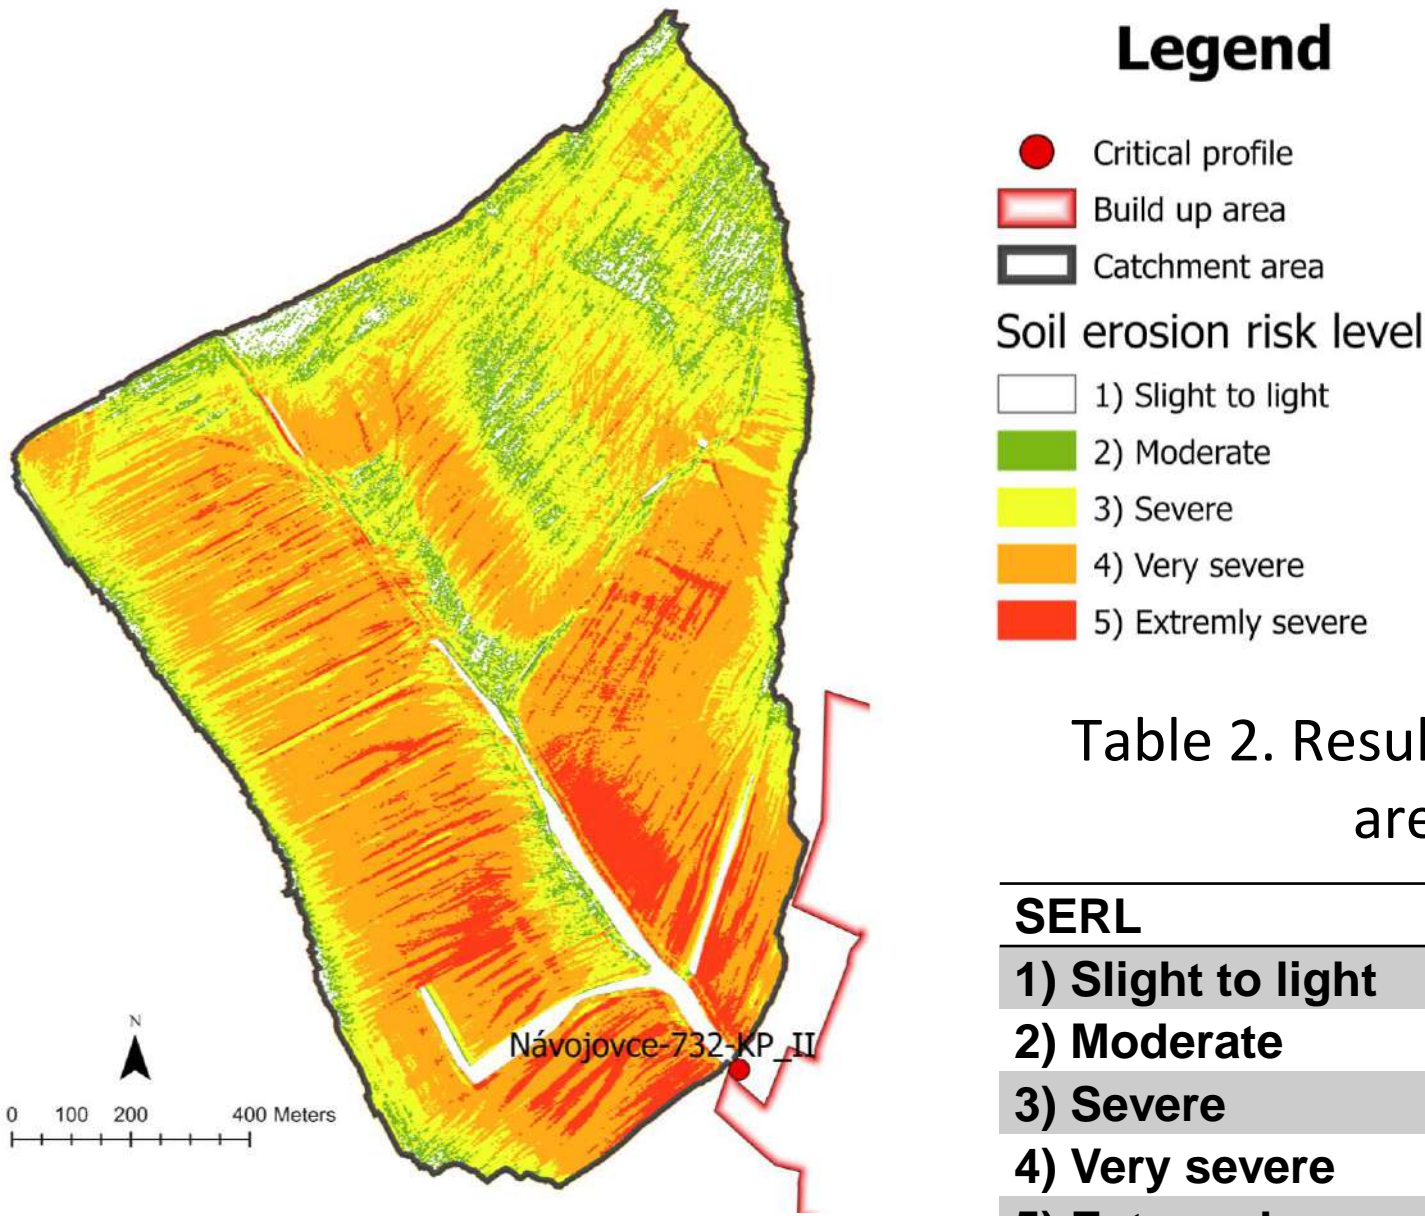 Legend
Critical profile
Build up area
Catchment area
Soil erosion risk level
1) Slight to light
2) Moderate
3) Severe
4) Very severe
5) Extremly severe
Návojovce-732-KP_II
N
0 100 200 400 Meters
Table 2. Resul
are
SERL
1) Slight to light
2) Moderate
3) Severe
4) Very severe